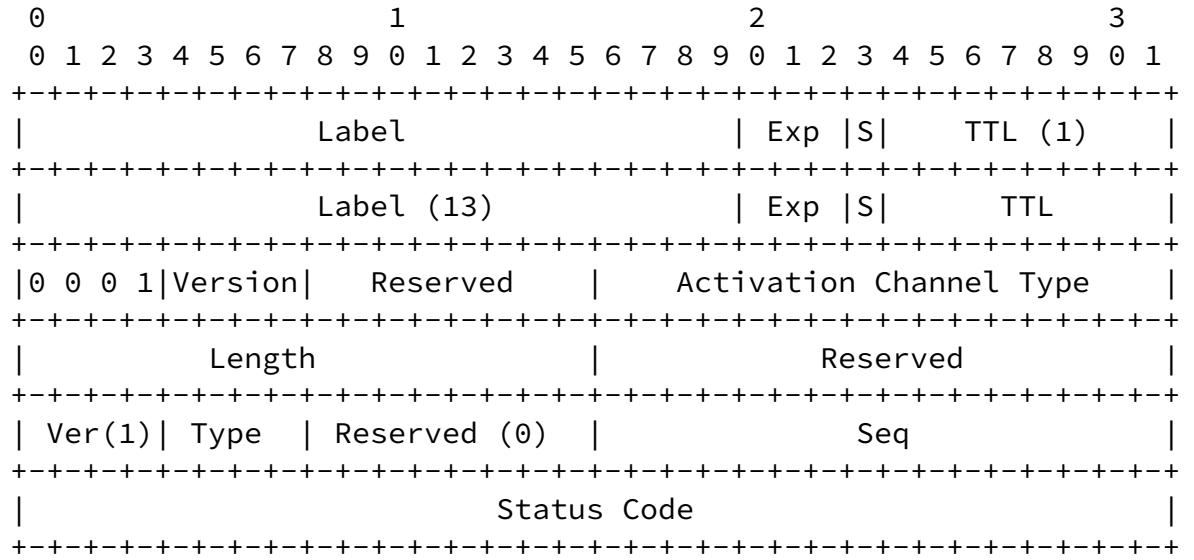 0                   1                   2                   3
 0 1 2 3 4 5 6 7 8 9 0 1 2 3 4 5 6 7 8 9 0 1 2 3 4 5 6 7 8 9 0 1
+-+-+-+-+-+-+-+-+-+-+-+-+-+-+-+-+-+-+-+-+-+-+-+-+-+-+-+-+-+-+-+-+
|                Label                  | Exp |S|    TTL (1)    |
+-+-+-+-+-+-+-+-+-+-+-+-+-+-+-+-+-+-+-+-+-+-+-+-+-+-+-+-+-+-+-+-+
|                Label (13)             | Exp |S|      TTL      |
+-+-+-+-+-+-+-+-+-+-+-+-+-+-+-+-+-+-+-+-+-+-+-+-+-+-+-+-+-+-+-+-+
|0 0 0 1|Version|   Reserved    |    Activation Channel Type    |
+-+-+-+-+-+-+-+-+-+-+-+-+-+-+-+-+-+-+-+-+-+-+-+-+-+-+-+-+-+-+-+-+
|          Length               |            Reserved           |
+-+-+-+-+-+-+-+-+-+-+-+-+-+-+-+-+-+-+-+-+-+-+-+-+-+-+-+-+-+-+-+-+
| Ver(1)| Type  | Reserved (0)  |              Seq              |
+-+-+-+-+-+-+-+-+-+-+-+-+-+-+-+-+-+-+-+-+-+-+-+-+-+-+-+-+-+-+-+-+
|                          Status Code                          |
+-+-+-+-+-+-+-+-+-+-+-+-+-+-+-+-+-+-+-+-+-+-+-+-+-+-+-+-+-+-+-+-+